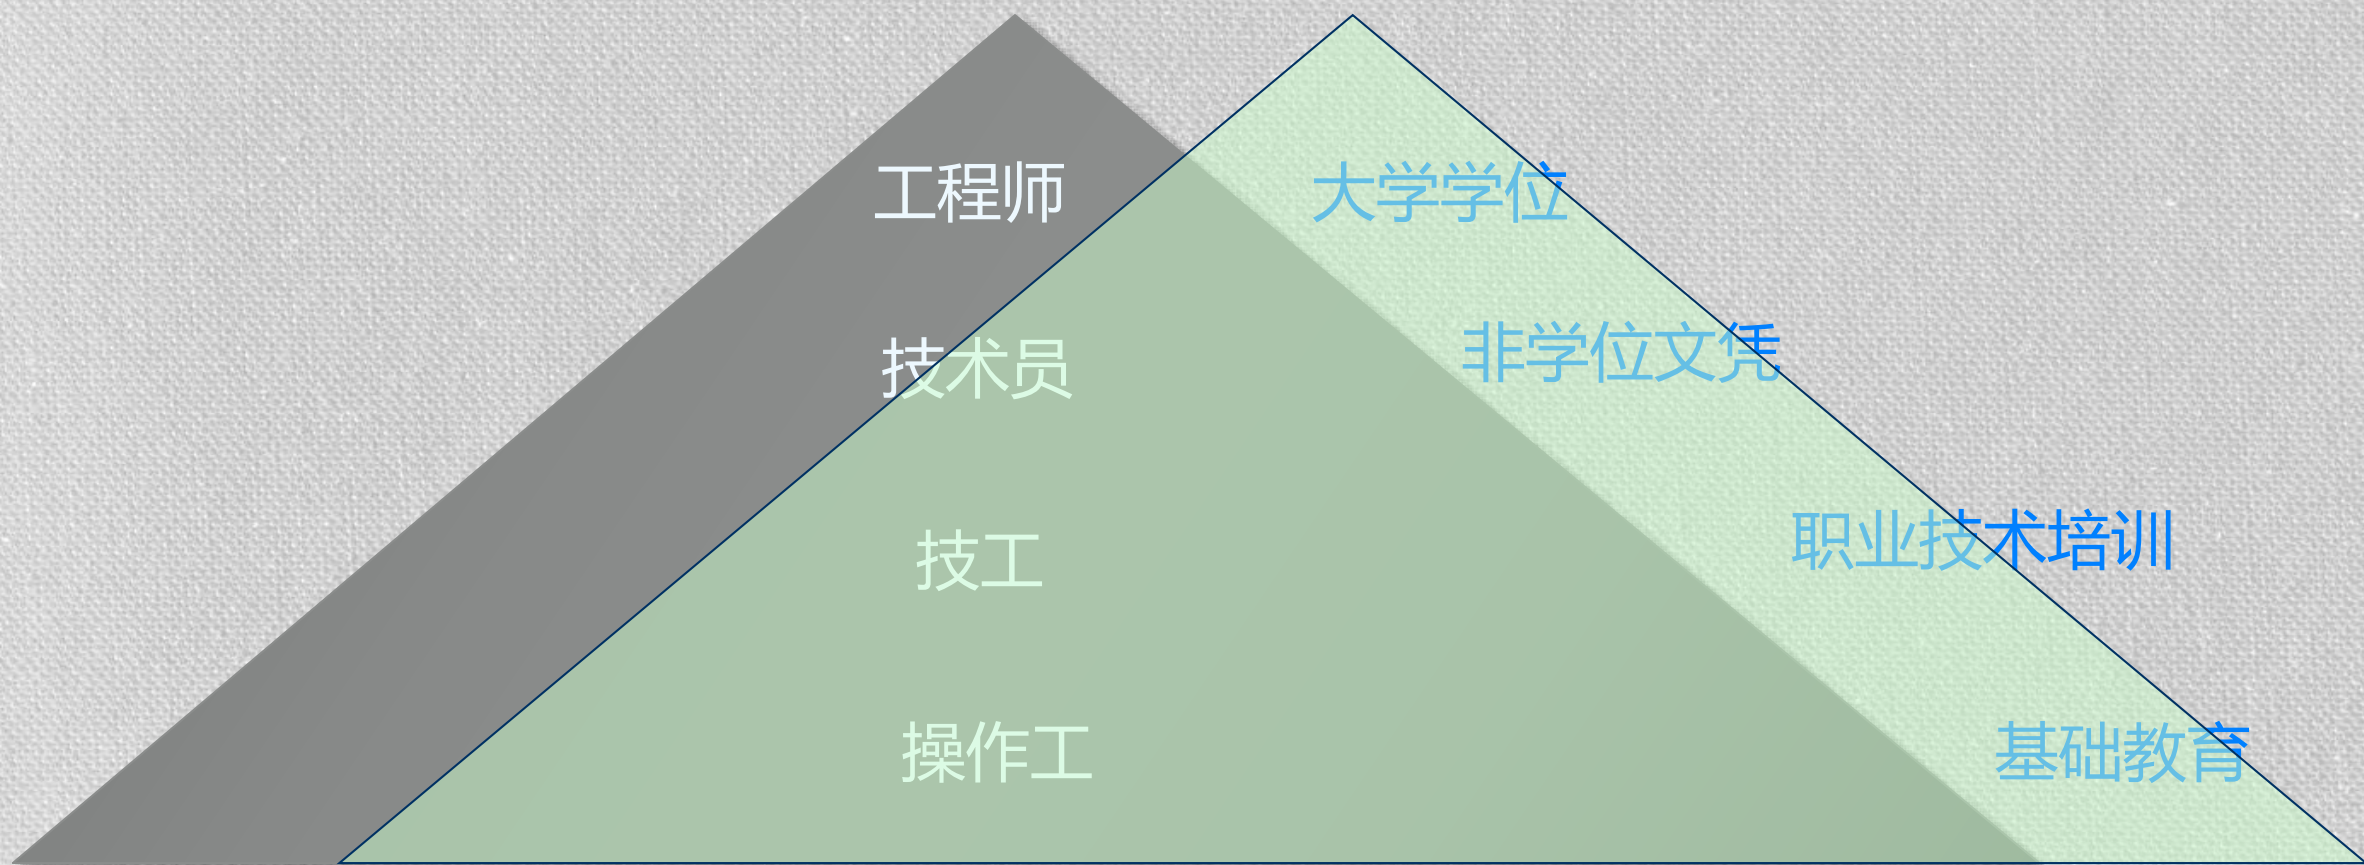 工程师
大学学位
技术员
非学位文凭
技工
职业技术培训
操作工
基础教育